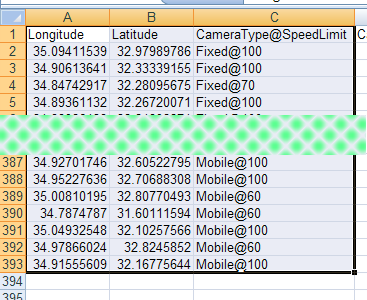 A B C
1 Longitude Latitude CameraType@SpeedLimit C
2 35.09411539 32.97989786 Fixed@100
3 34.90613641 32.33339155 Fixed@100
4 34.84742917 32.28095675 Fixed@70
5 34.89361132 32.26720071 Fixed@100
387 34.92701746 32.60522795 Mobile@100
388 34.95227636 32.70688308 Mobile@100
389 35.00810195 32.80770493 Mobile@60
390 34.7874787 31.60111594 Mobile@60
391 35.04932548 32.10257566 Mobile@100
392 34.97866024 32.8245852 Mobile@60
393 34.91555609 32.16775644 Mobile@100
394
395